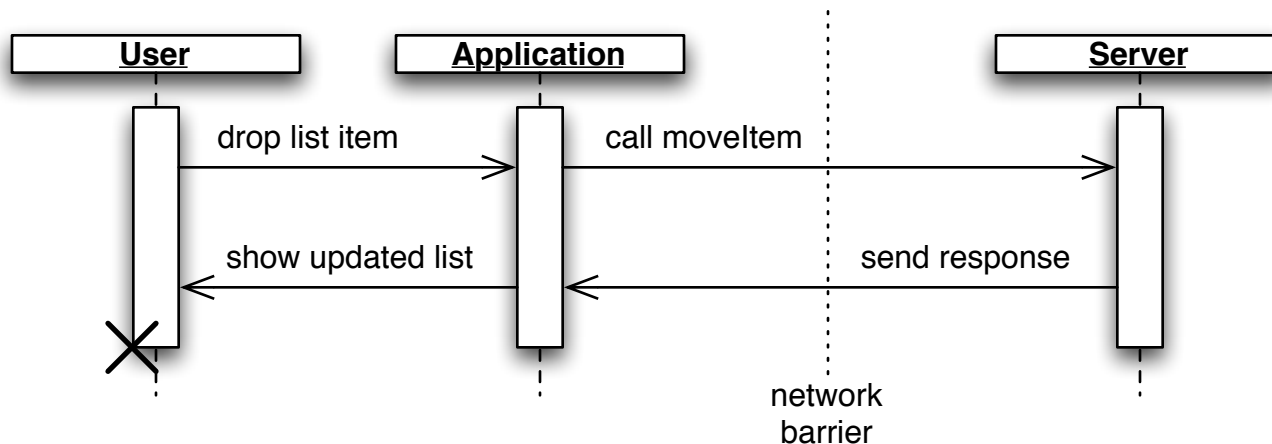 User
Application
Server
drop list item
call moveItem
show updated list
send response
network
barrier